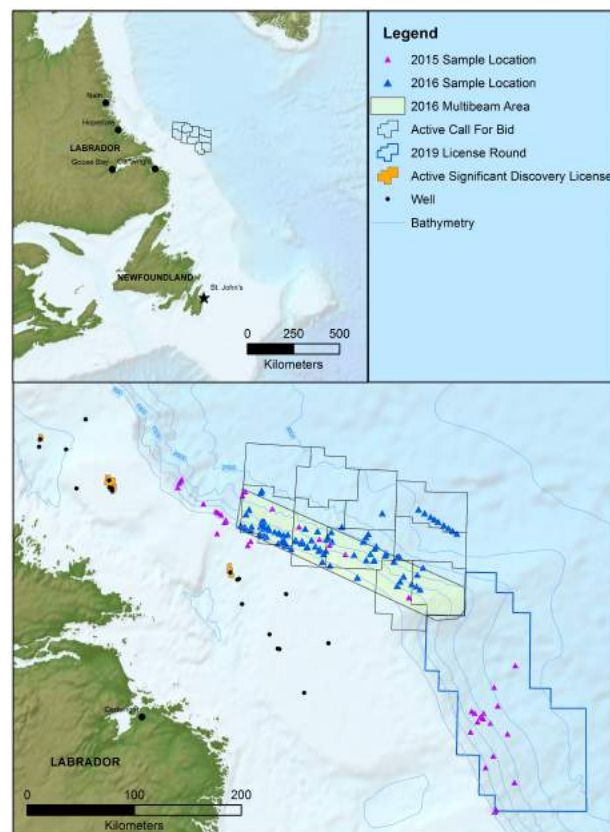 Nain
Hopedale
LABRADOR
Goose Bay
Cartwright
NEWFOUNDLAND
St. John's
0 250 500
Kilometers
Legend
2015 Sample Location
2016 Sample Location
2016 Multibeam Area
Active Call For Bid
2019 License Round
Active Significant Discovery License
Well
Bathymetry
Cartwright
LABRADOR
0 100 200
Kilometers